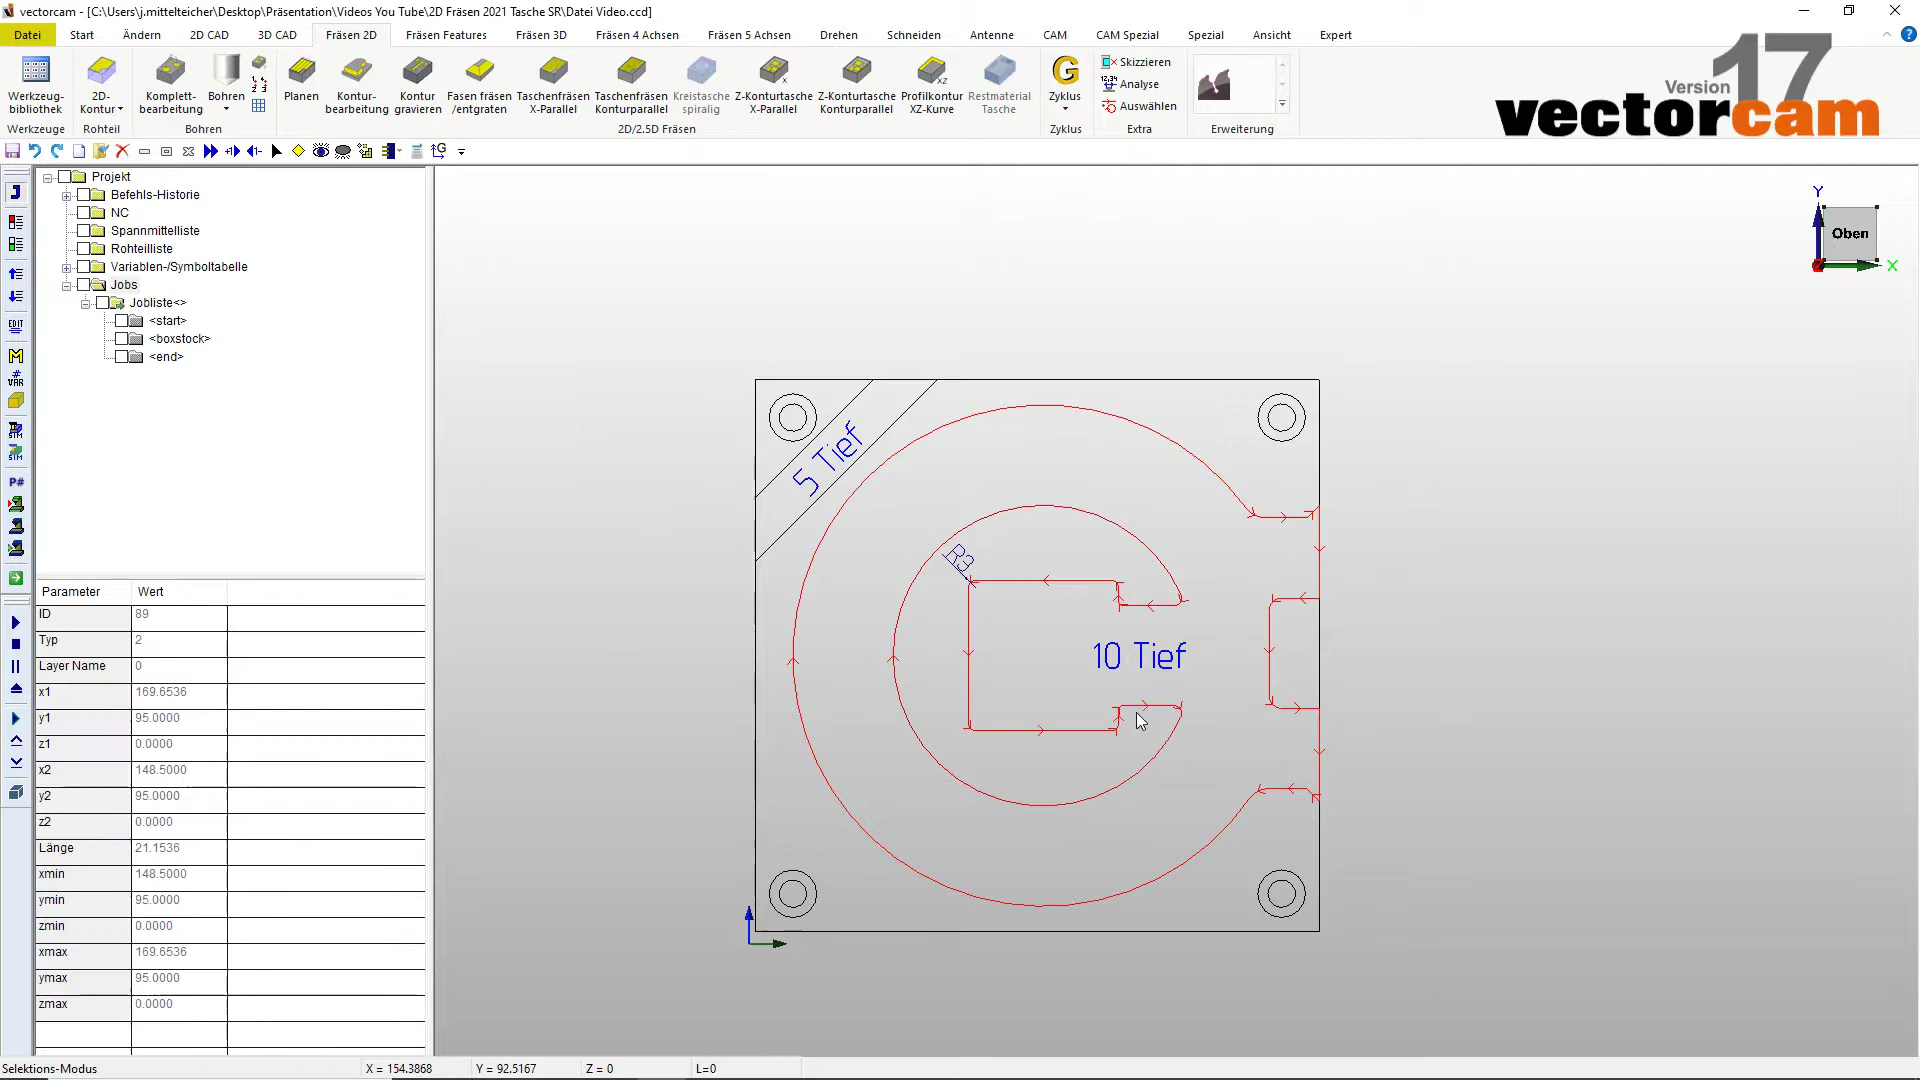 vectorcam - [C:\Users\j.mittelteicher\Desktop\Präsentation\Videos You Tube\2D Fräsen 2021 Tasche SR\Datei Video.ccd]
Datei Start Ändern 2D CAD 3D CAD Fräsen 2D Fräsen Features Fräsen 3D Fräsen 4 Achsen Fräsen 5 Achsen Drehen Schneiden Antenne CAM CAM Spezial Spezial Ansicht Expert
Werkzeug-
bibliothek
Werkzeuge
2D-
Kontur
Rohteil
Komplett-
bearbeitung
Bohren
Bohren
Planen
Kontur-
bearbeitung
Kontur
gravieren
Fasen fräsen
/entgraten
Taschenfräsen
X-Parallel
Taschenfräsen
Konturparallel
Kreistasche
spiralig
Z-Konturtasche
X-Parallel
Z-Konturtasche
Konturparallel
Profilkontur
XZ-Kurve
Restmaterial
Tasche
2D/2.5D Fräsen
G
Zyklus
Zyklus
Skizzieren
Analyse
Auswählen
Extra
Erweiterung
Version 17
vectorcam
Projekt
Befehls-Historie
NC
Spannmittelliste
Rohteilliste
Variablen-/Symboltabelle
Jobs
Jobliste<>
<start>
<boxstock>
<end>
J
EDIT
M
# VAR
SIM
SIM
P#
Parameter Wert
ID 89
Typ 2
Layer Name 0
x1 169.6536
y1 95.0000
z1 0.0000
x2 148.5000
y2 95.0000
z2 0.0000
Länge 21.1536
xmin 148.5000
ymin 95.0000
zmin 0.0000
xmax 169.6536
ymax 95.0000
zmax 0.0000
Y
Oben
X
5 Tief
R3
10 Tief
Selektions-Modus X = 154.3868 Y = 92.5167 Z = 0 L=0